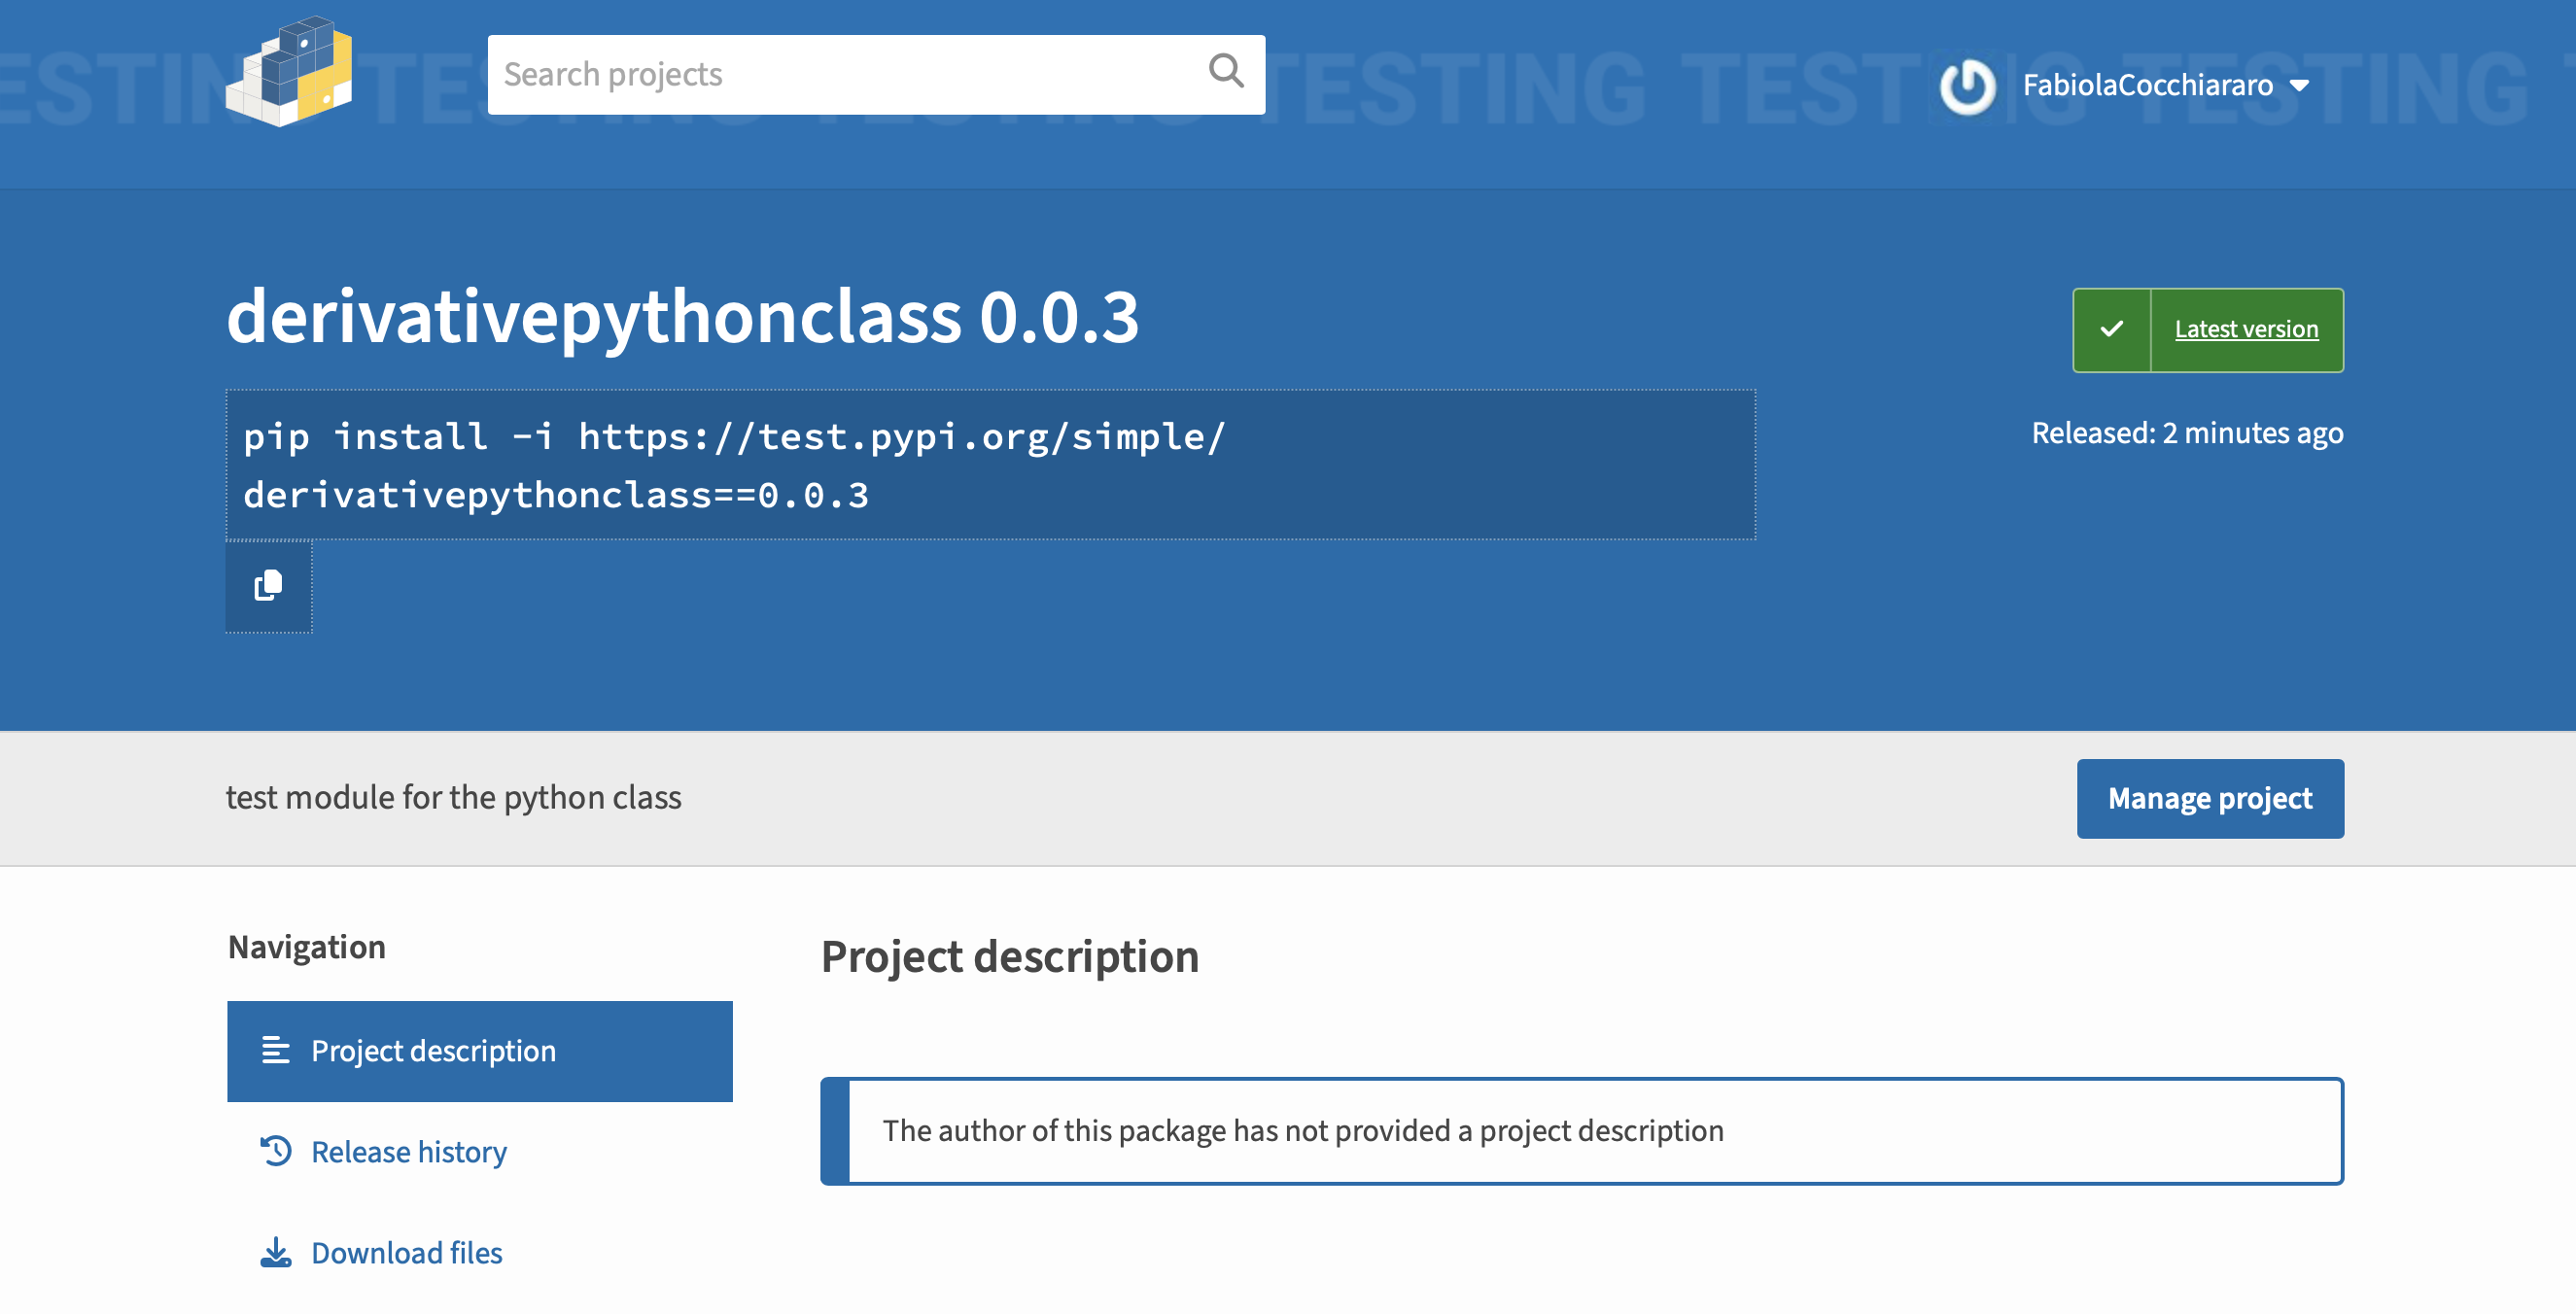 TESTING TESTING TESTING TESTING TESTING TESTING
Search projects
FabiolaCocchiararo
derivativepythonclass 0.0.3
Latest version
pip install -i https://test.pypi.org/simple/
derivativepythonclass==0.0.3
Released: 2 minutes ago
test module for the python class
Manage project
Navigation
Project description
Project description
The author of this package has not provided a project description
Release history
Download files